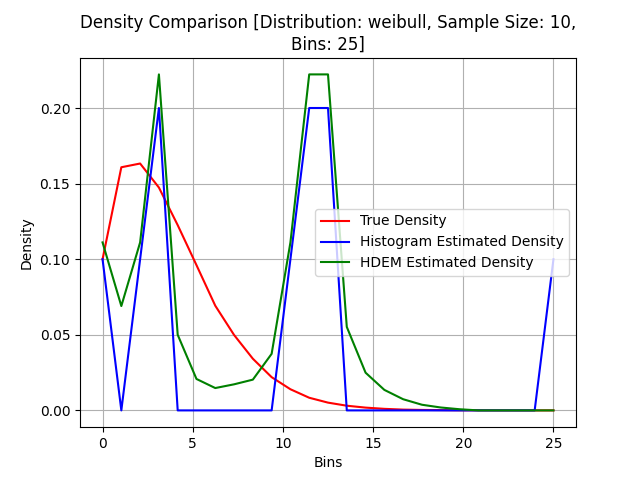 Density Comparison [Distribution: weibull, Sample Size: 10,
Bins: 25]
Density
0.20
0.15
0.10
0.05
0.00
True Density
Histogram Estimated Density
HDEM Estimated Density
0 5 10 15 20 25
Bins